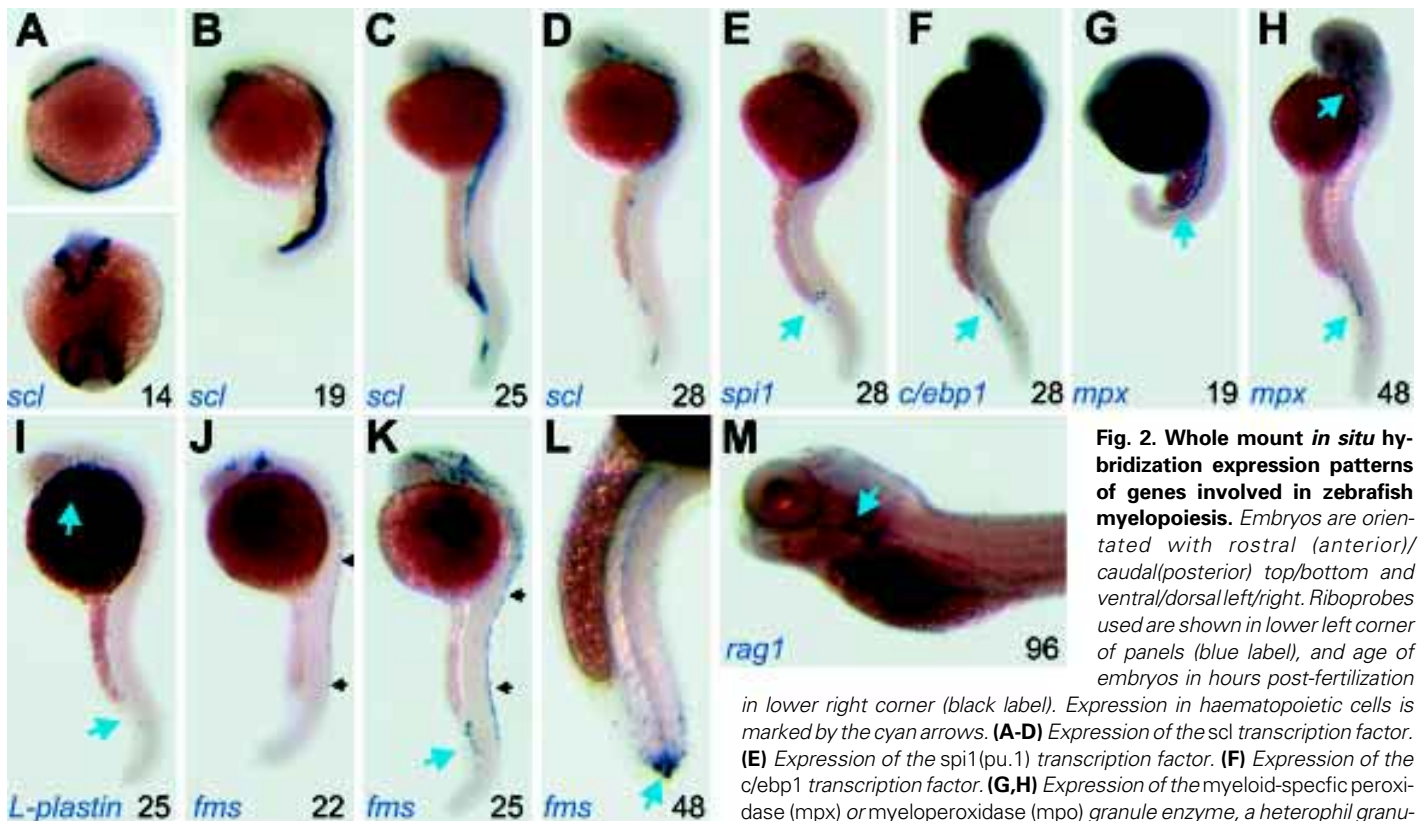 A B C D E F G H
scl 14 scl 19 scl 25 scl 28 spi1 28 c/ebp1 28 mpx 19 mpx 48
I J K L M
L-plastin 25 fms 22 fms 25 fms 48 rag1 96
Fig. 2. Whole mount in situ hy-
bridization expression patterns
of genes involved in zebrafish
myelopoiesis. Embryos are orien-
tated with rostral (anterior)/
caudal(posterior) top/bottom and
ventral/dorsal left/right. Riboprobes
used are shown in lower left corner
of panels (blue label), and age of
embryos in hours post-fertilization
in lower right corner (black label). Expression in haematopoietic cells is
marked by the cyan arrows. (A-D) Expression of the scl transcription factor.
(E) Expression of the spi1(pu.1) transcription factor. (F) Expression of the
c/ebp1 transcription factor. (G,H) Expression of the myeloid-specfic peroxi-
dase (mpx) or myeloperoxidase (mpo) granule enzyme, a heterophil granu-